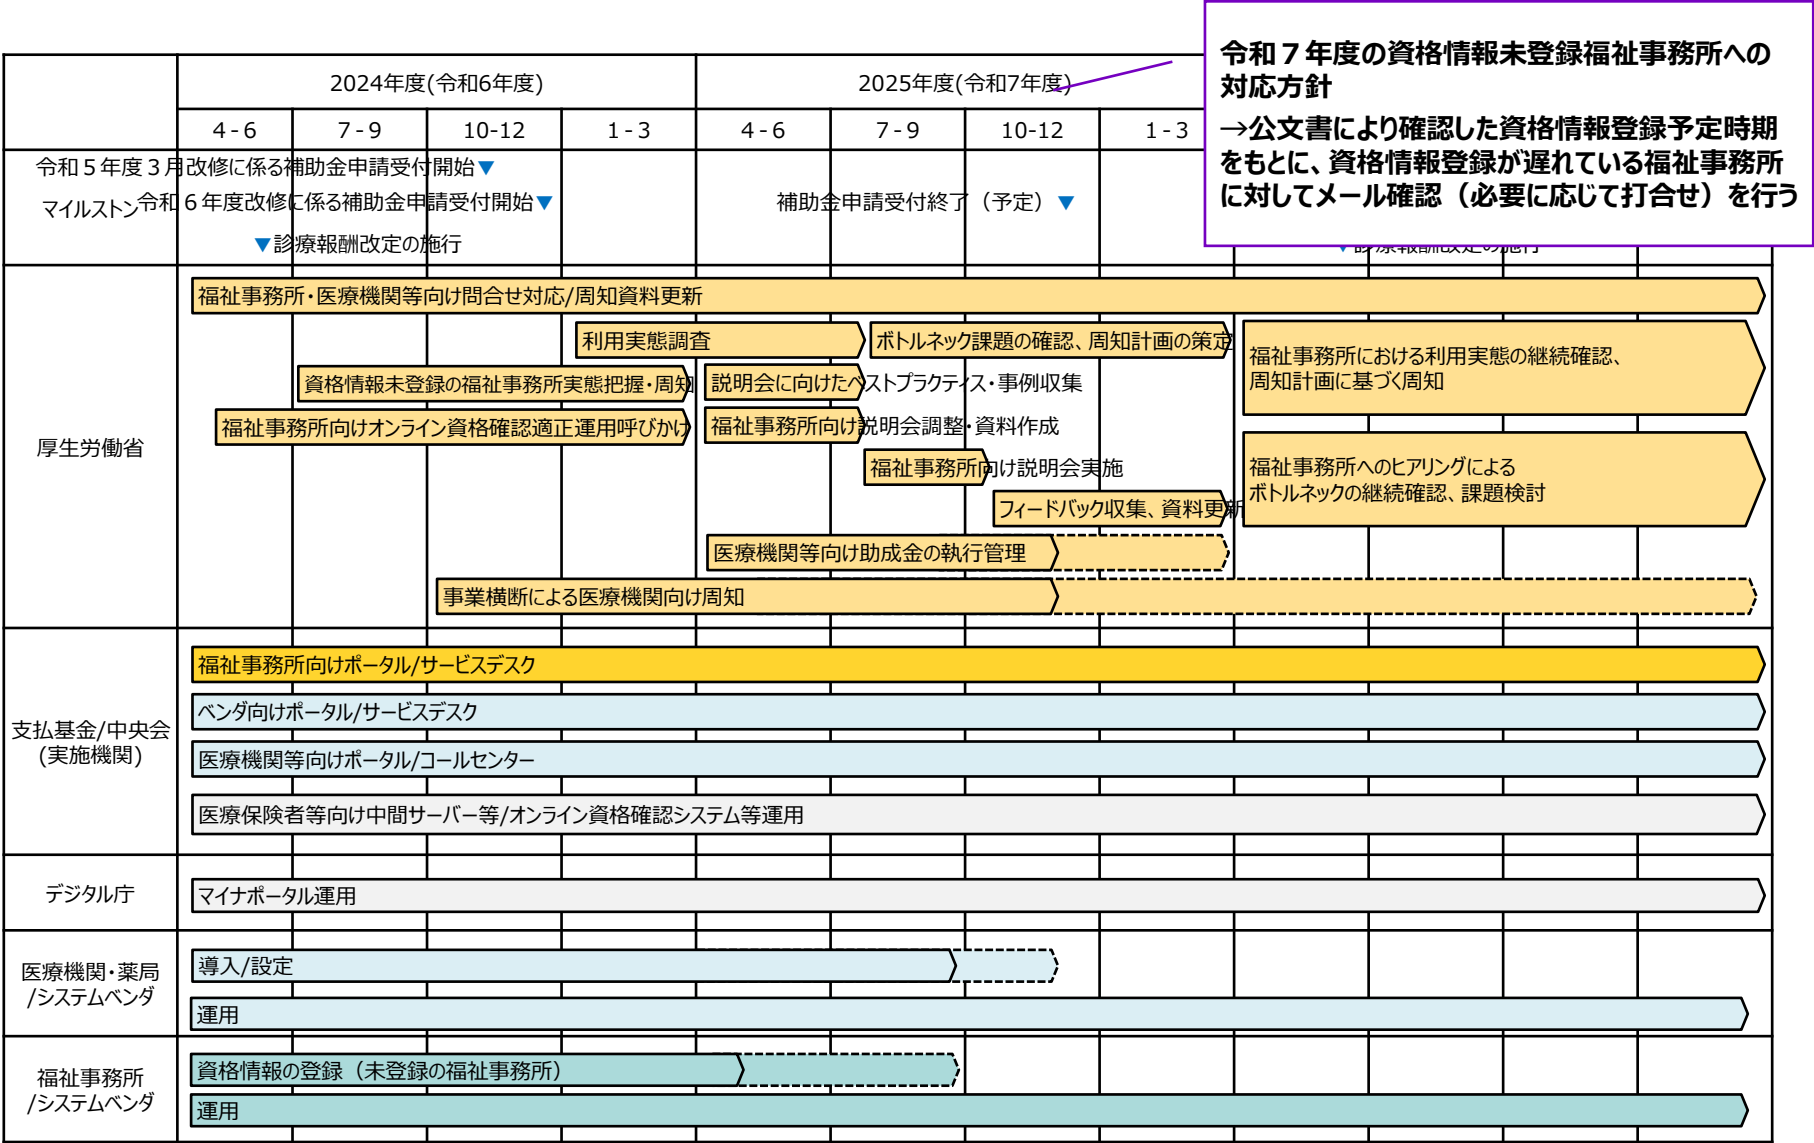 令和７年度の資格情報未登録福祉事務所への
対応方針
→公文書により確認した資格情報登録予定時期
をもとに、資格情報登録が遅れている福祉事務所
に対してメール確認（必要に応じて打合せ）を行う
2024年度(令和6年度)
2025年度(令和7年度)
4-6
7-9
10-12
1-3
4-6
7-9
10-12
1-3
マイルストン
令和５年度３月改修に係る補助金申請受付開始▼
令和６年度改修に係る補助金申請受付開始▼
補助金申請受付終了（予定）▼
▼診療報酬改定の施行
▼診療報酬改定の施行
厚生労働省
福祉事務所・医療機関等向け問合せ対応/周知資料更新
利用実態調査
ボトルネック課題の確認、周知計画の策定
福祉事務所における利用実態の継続確認、
周知計画に基づく周知
資格情報未登録の福祉事務所実態把握・周知
説明会に向けたベストプラクティス・事例収集
福祉事務所向けオンライン資格確認適正運用呼びかけ
福祉事務所向け説明会調整・資料作成
福祉事務所向け説明会実施
福祉事務所へのヒアリングによる
ボトルネックの継続確認、課題検討
フィードバック収集、資料更新
医療機関等向け助成金の執行管理
事業横断による医療機関向け周知
支払基金/中央会
(実施機関)
福祉事務所向けポータル/サービスデスク
ベンダ向けポータル/サービスデスク
医療機関等向けポータル/コールセンター
医療保険者等向け中間サーバー等/オンライン資格確認システム等運用
デジタル庁
マイナポータル運用
医療機関・薬局
/システムベンダ
導入/設定
運用
福祉事務所
/システムベンダ
資格情報の登録（未登録の福祉事務所）
運用